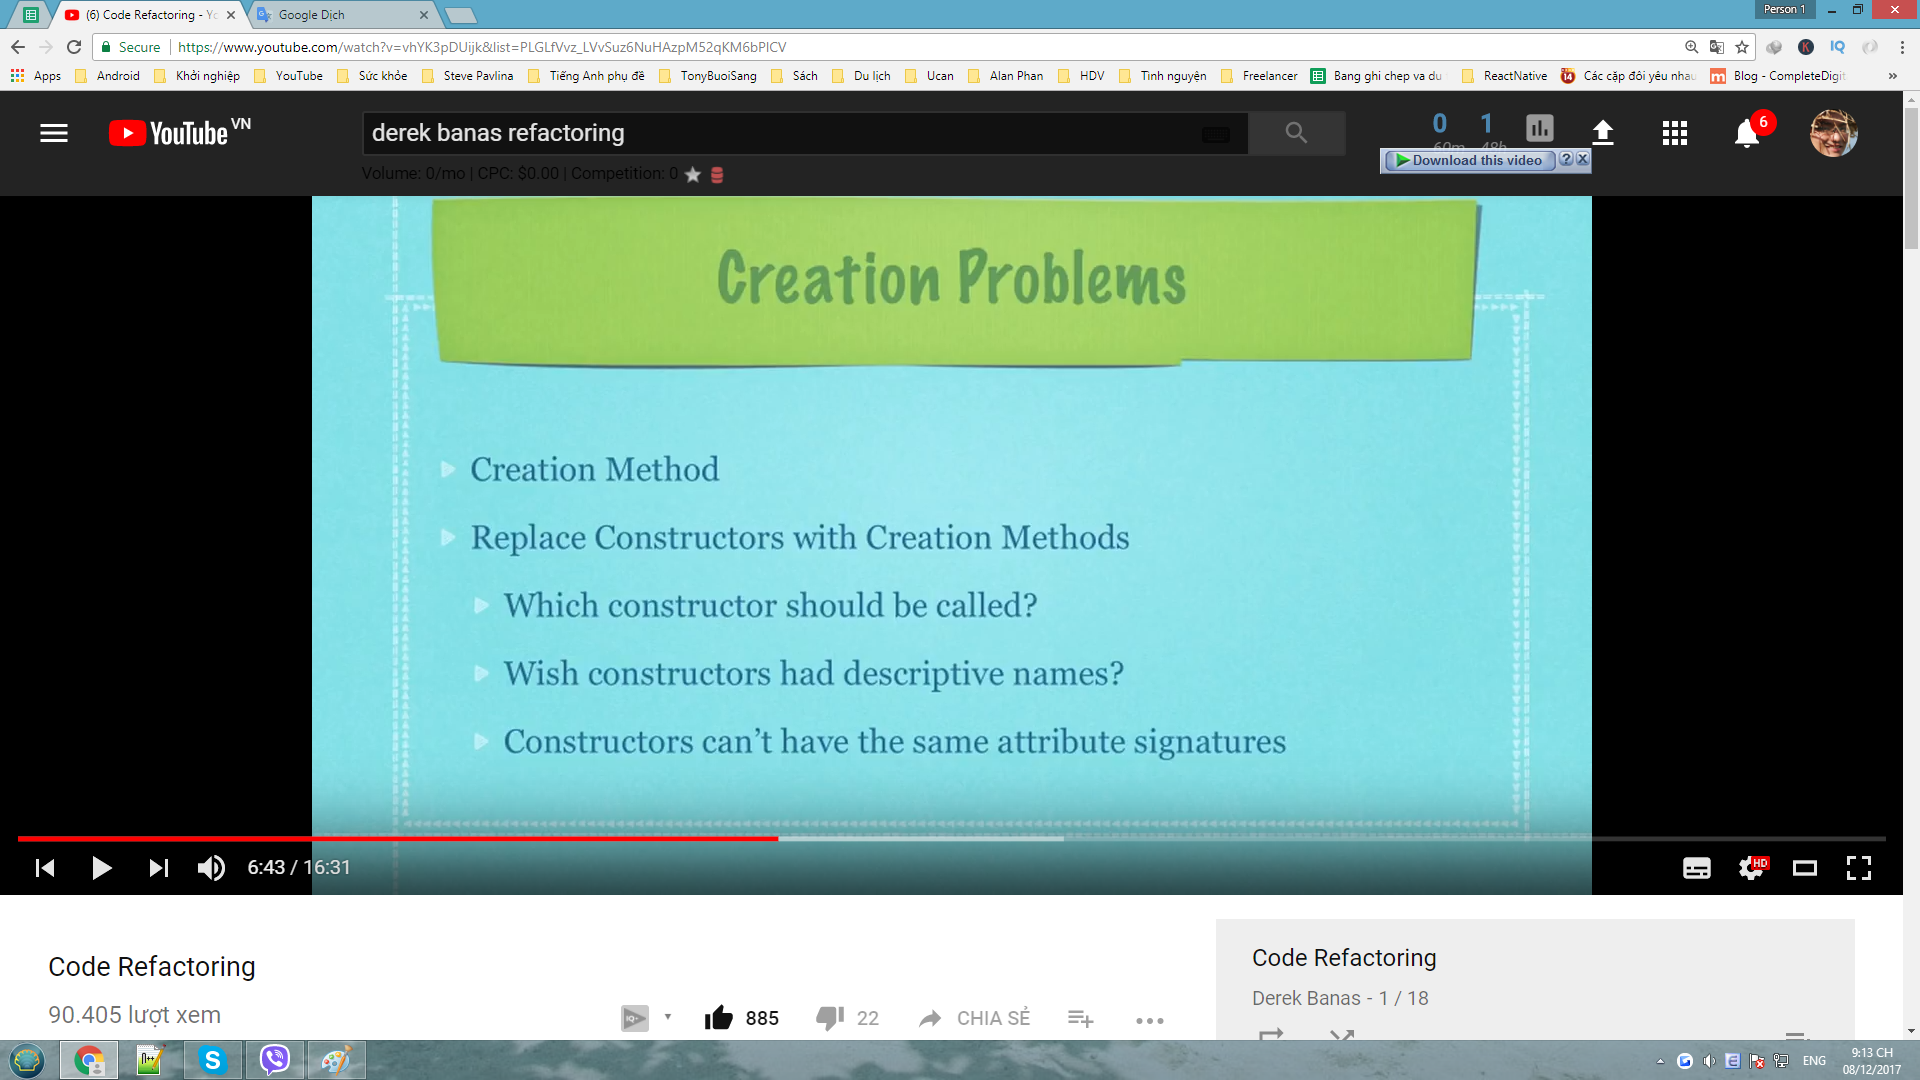 (6) Code Refactoring - Yo
Google Dịch
Person 1
Secure
https://www.youtube.com/watch?v=vhYK3pDUijk&list=PLGLfVvz_LVvSuz6NuHAzpM52qKM6bPICV
Apps
Android
Khởi nghiệp
YouTube
Sức khỏe
Steve Pavlina
Tiếng Anh phụ đề
TonyBuoiSang
Sách
Du lịch
Ucan
Alan Phan
HDV
Tình nguyện
Freelancer
Bang ghi chep va du
ReactNative
Các cặp đôi yêu nhau
Blog - CompleteDigit
YouTube VN
derek banas refactoring
0 1
60m 48h
6
Download this video
Volume: 0/mo | CPC: $0.00 | Competition: 0
Creation Problems
Creation Method
Replace Constructors with Creation Methods
Which constructor should be called?
Wish constructors had descriptive names?
Constructors can't have the same attribute signatures
6:43 / 16:31
HD
Code Refactoring
90.405 lượt xem
885
22
CHIA SẺ
Code Refactoring
Derek Banas - 1 / 18
ENG
9:13 CH
08/12/2017